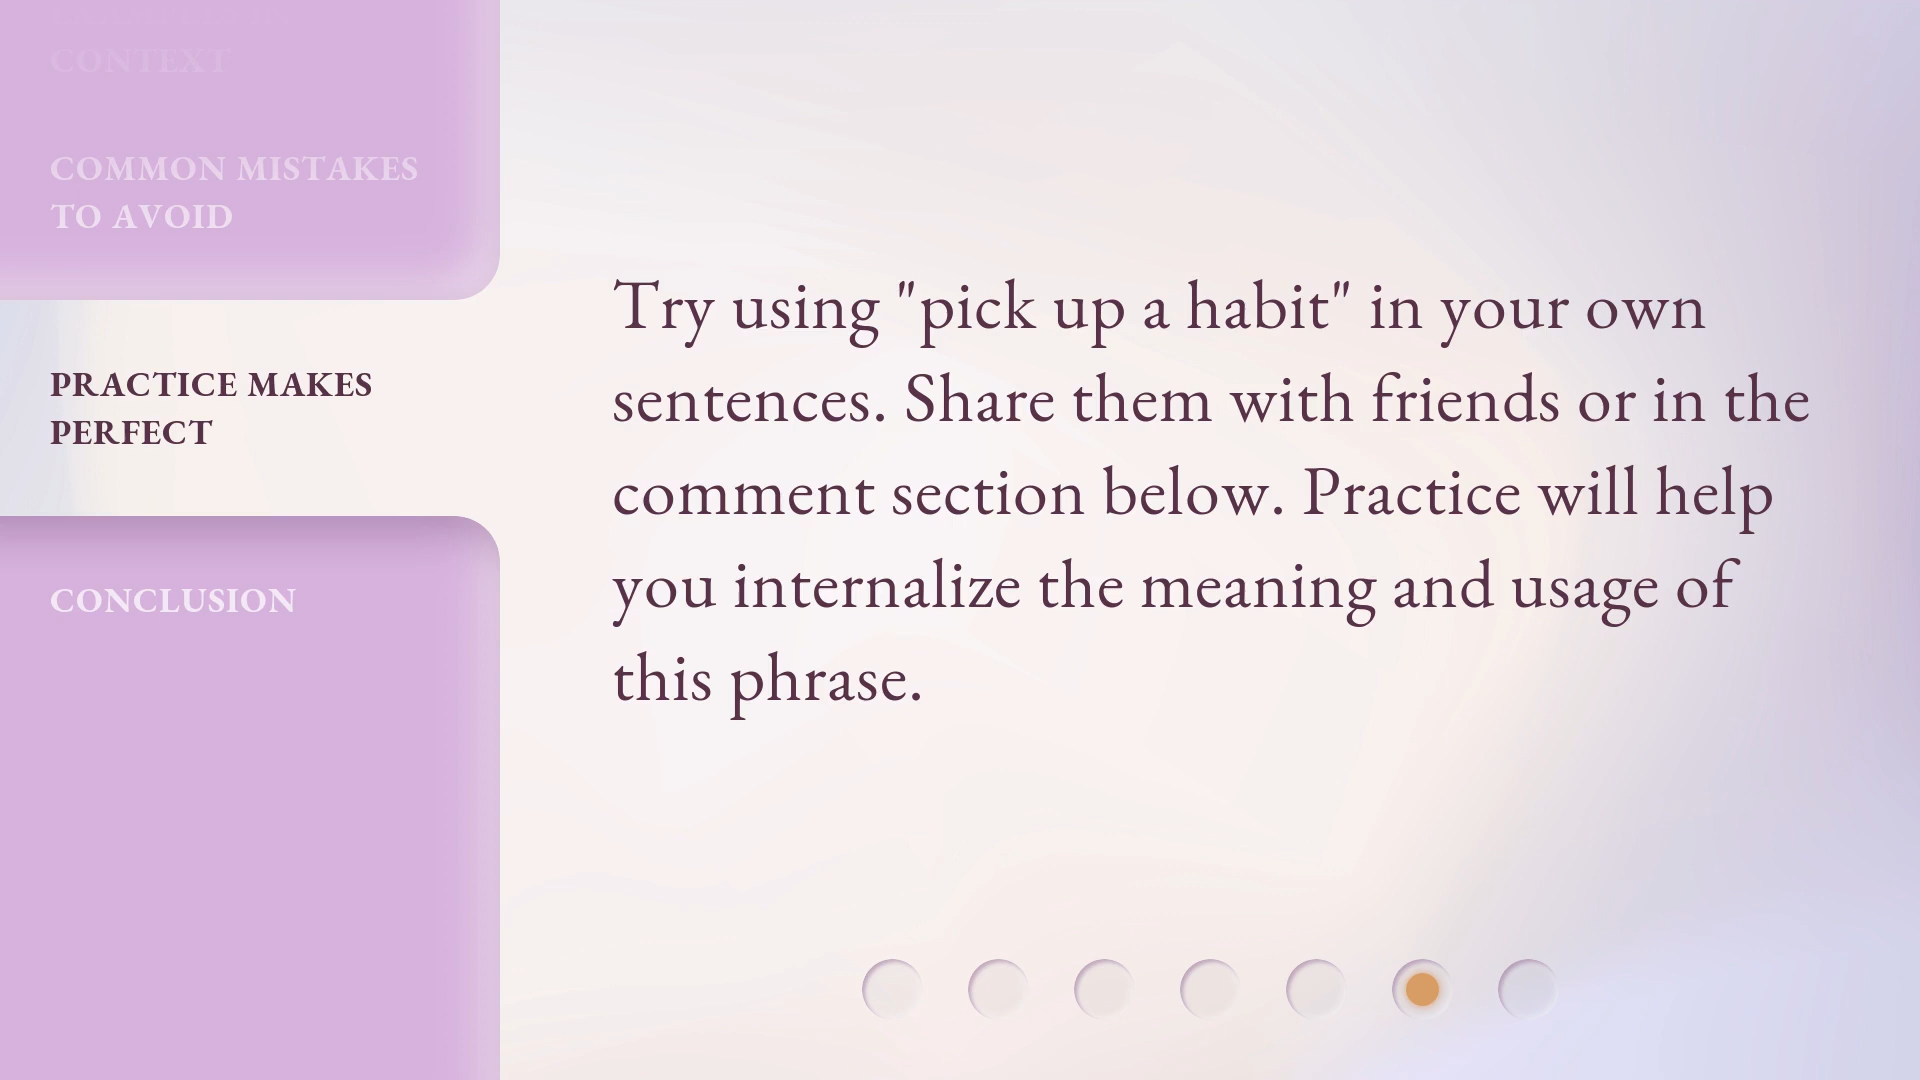 CONTEXT
COMMON MISTAKES
TO AVOID
PRACTICE MAKES
PERFECT
CONCLUSION
Try using "pick up a habit" in your own
sentences. Share them with friends or in the
comment section below. Practice will help
you internalize the meaning and usage of
this phrase.